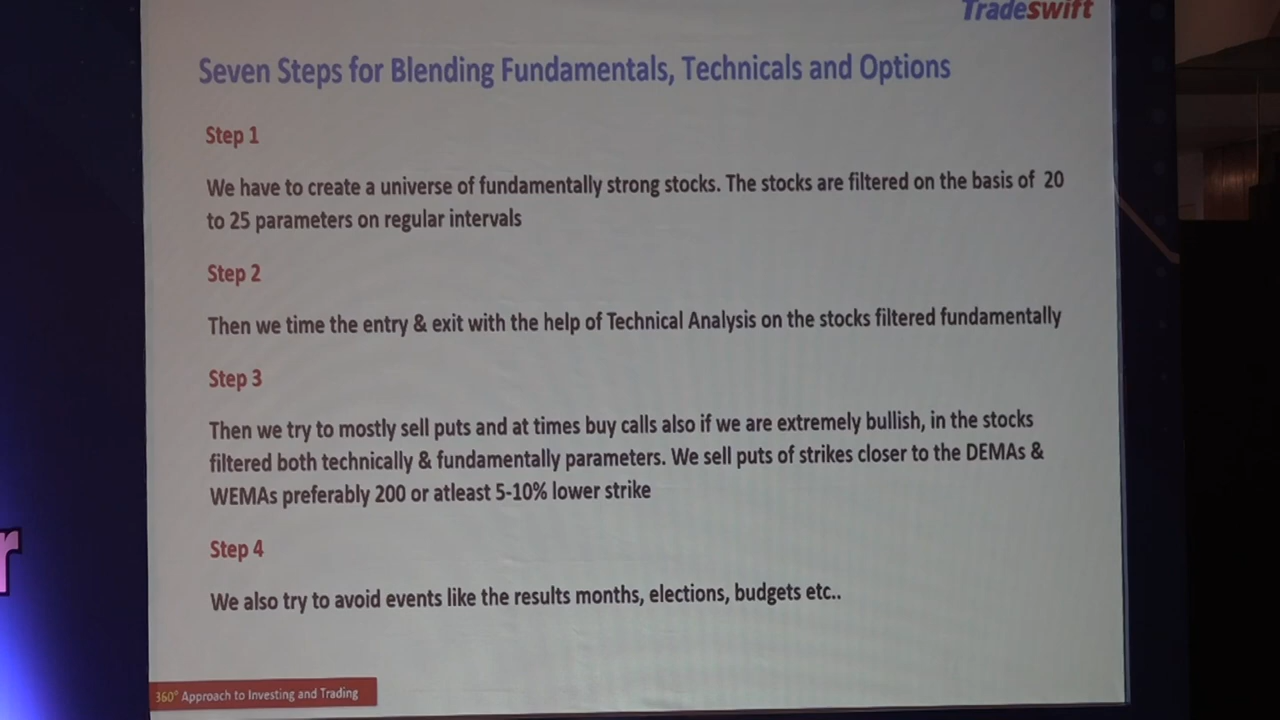 Tradeswift
Seven Steps for Blending Fundamentals, Technicals and Options
Step 1
We have to create a universe of fundamentally strong stocks. The stocks are filtered on the basis of 20
to 25 parameters on regular intervals
Step 2
Then we time the entry & exit with the help of Technical Analysis on the stocks filtered fundamentally
Step 3
Then we try to mostly sell puts and at times buy calls also if we are extremely bullish, in the stocks
filtered both technically & fundamentally parameters. We sell puts of strikes closer to the DEMAs &
WEMAs preferably 200 or atleast 5-10% lower strike
Step 4
r
We also try to avoid events like the results months, elections, budgets etc..
360° Approach to Investing and Trading